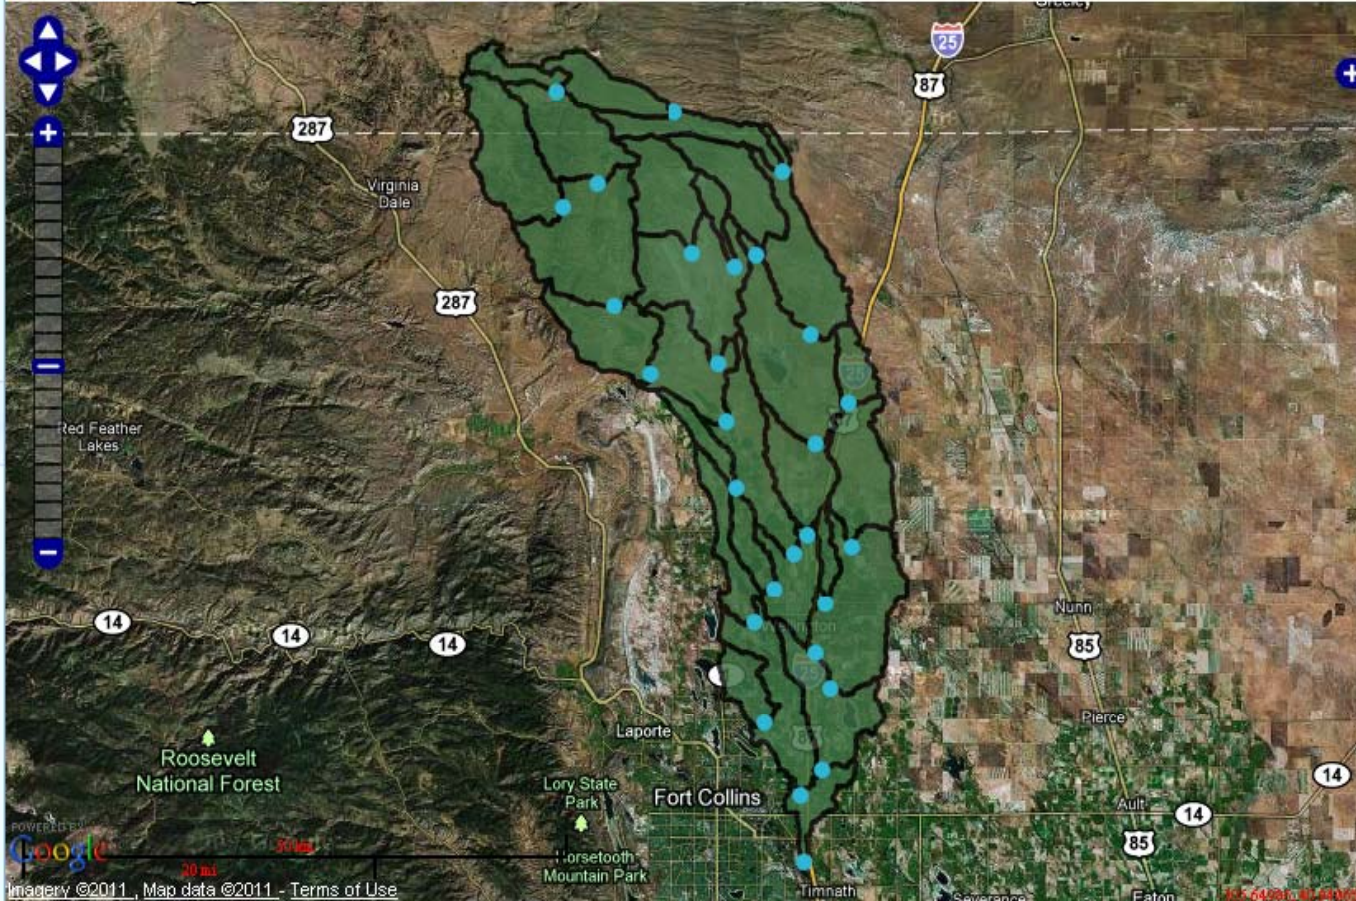 Greeley
25
87
287
Virginia
Dale
287
Red Feather
Lakes
14
14
14
Nunn
85
Pierce
Laporte
Roosevelt
National Forest
Lory State
Park
Fort Collins
14
Ault
14
85
Horsetooth
Mountain Park
POWERED BY
Google
20 mi
Imagery ©2011 , Map data ©2011 - Terms of Use
Timnath
Severance
Eaton